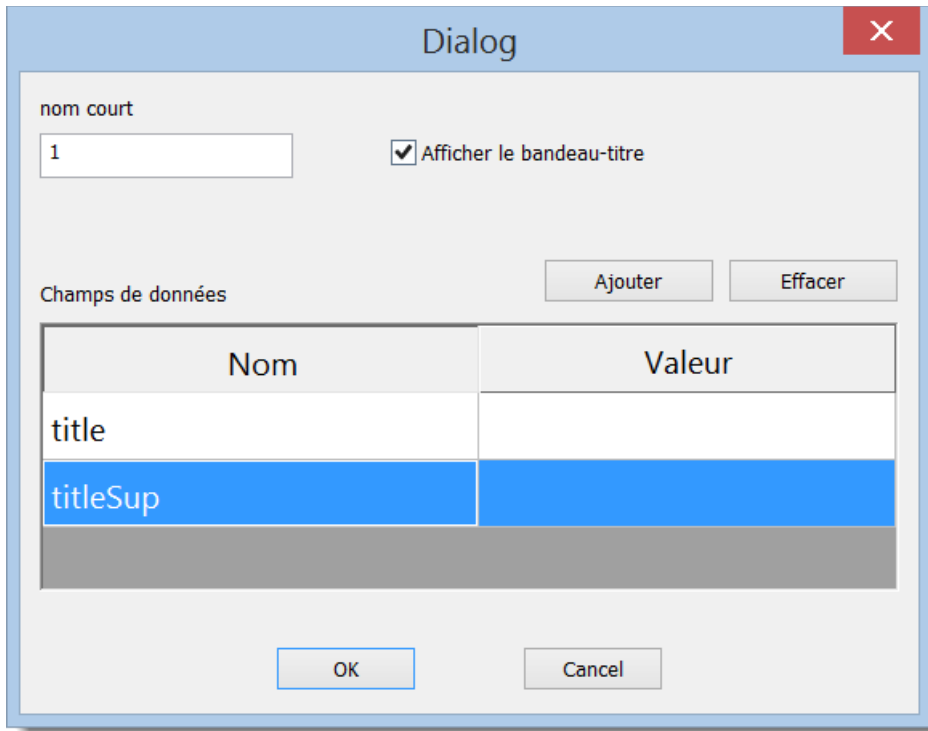 Dialog
nom court
1
Afficher le bandeau-titre
Champs de données
Ajouter
Effacer
Nom
Valeur
title
titleSup
OK
Cancel